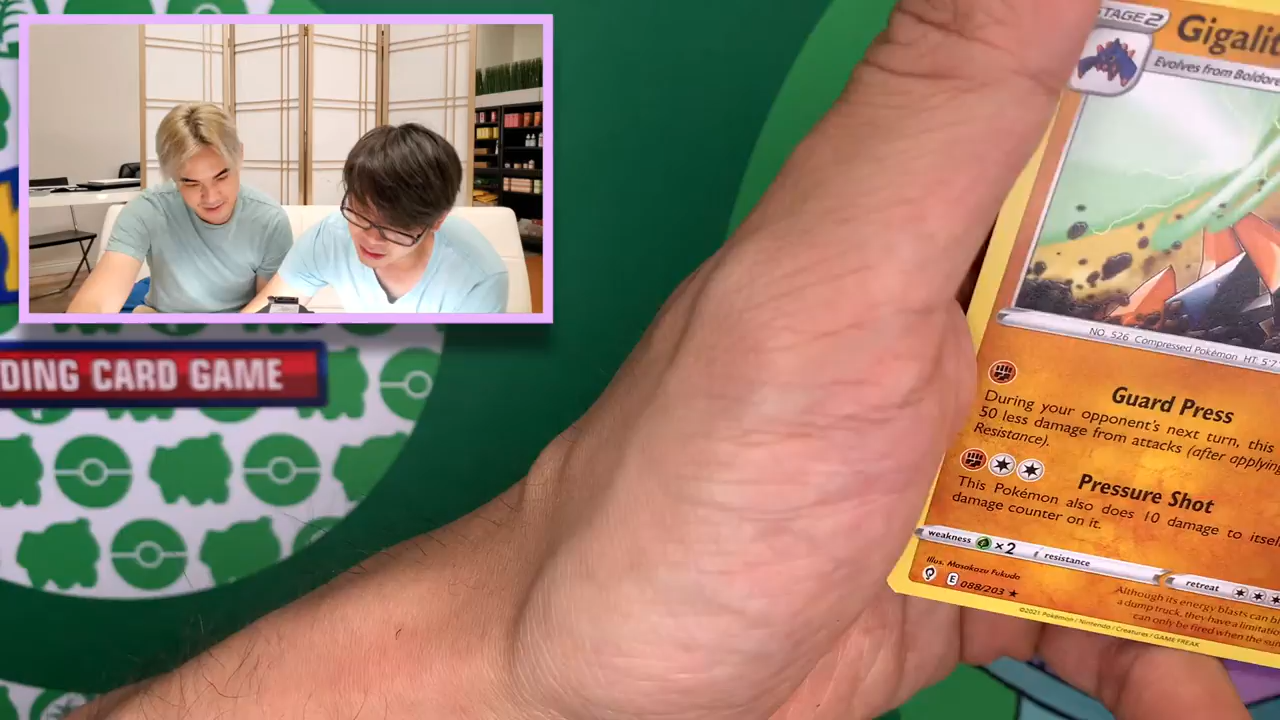 STAGE 2
Gigalit
Evolves from Boldore
DING CARD GAME
NO. 526 Compressed Pokémon HT: 5'7
Guard Press
During your opponent's next turn, this
50 less damage from attacks (after applying
Resistance).
Pressure Shot
This Pokémon also does 10 damage to itsel
damage counter on it.
weakness ×2 resistance retreat
Illus. Masakazu Fukuda
E 088/203 ★
Although its energy blasts can bl
a dump truck, they have a limitatio
can only be fired when the sun
©2021 Pokémon / Nintendo / Creatures / GAME FREAK